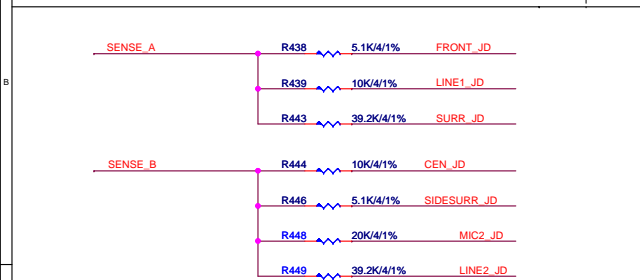 SENSE_A R438 5.1K/4/1% FRONT_JD
R439 10K/4/1% LINE1_JD
B
R443 39.2K/4/1% SURR_JD
SENSE_B R444 10K/4/1% CEN_JD
R446 5.1K/4/1% SIDESURR_JD
R448 20K/4/1% MIC2_JD
R449 39.2K/4/1% LINE2_JD